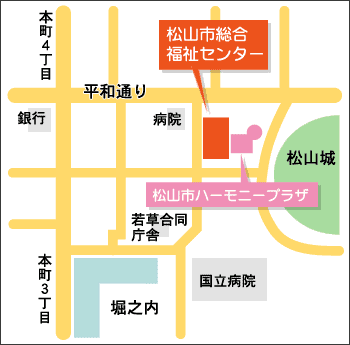 本町4丁目
松山市総合
福祉センター
平和通り
銀行
病院
松山城
松山市ハーモニープラザ
若草合同
庁舎
本町3丁目
堀之内
国立病院